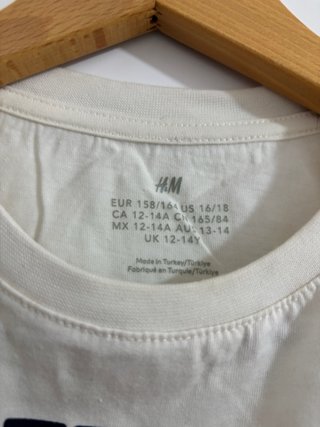 H&M
EUR 158/164 US 16/18
CA 12-14A CN 165/84
MX 12-14A AU 13-14
UK 12-14Y
Made in Torkey/Türkiye
Fabriqué en Turquie/Türkiye